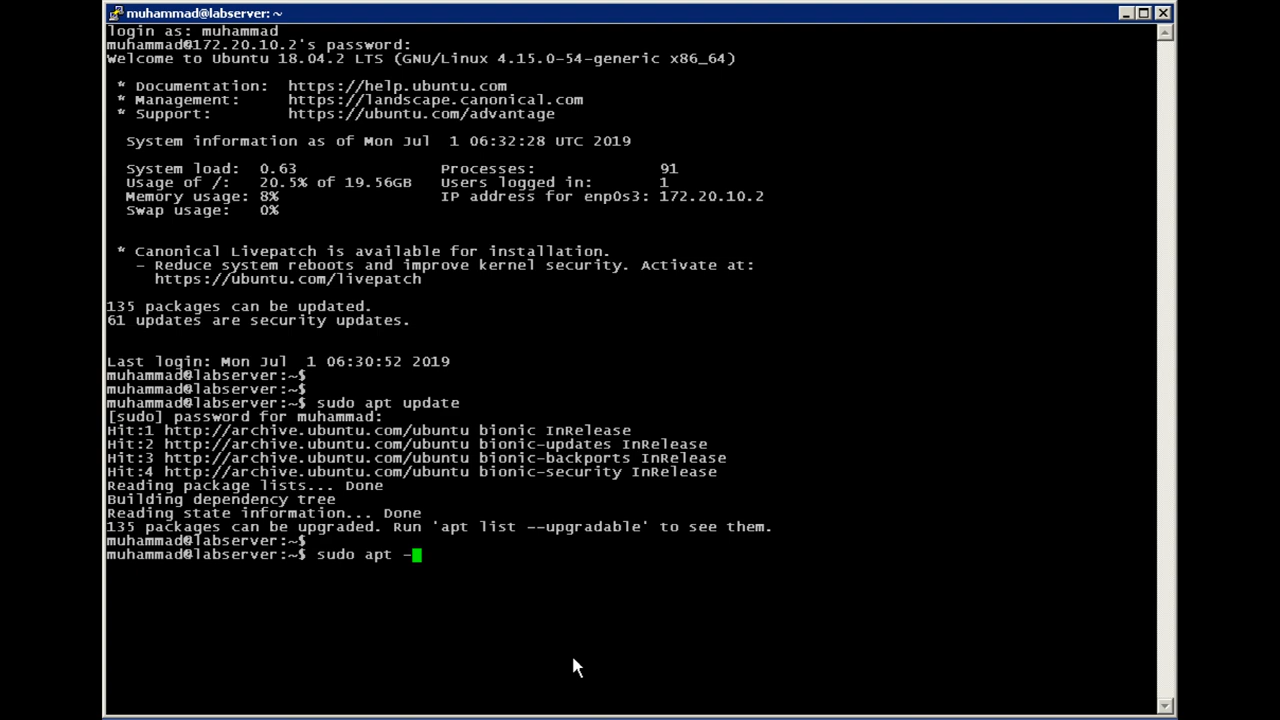 muhammad@labserver: ~
login as: muhammad
muhammad@172.20.10.2's password:
Welcome to Ubuntu 18.04.2 LTS (GNU/Linux 4.15.0-54-generic x86_64)
* Documentation:  https://help.ubuntu.com
* Management:     https://landscape.canonical.com
* Support:        https://ubuntu.com/advantage
System information as of Mon Jul  1 06:32:28 UTC 2019
System load:  0.63               Processes:             91
Usage of /:   20.5% of 19.56GB   Users logged in:       1
Memory usage: 8%                 IP address for enp0s3: 172.20.10.2
Swap usage:   0%
* Canonical Livepatch is available for installation.
- Reduce system reboots and improve kernel security. Activate at:
https://ubuntu.com/livepatch
135 packages can be updated.
61 updates are security updates.
Last login: Mon Jul  1 06:30:52 2019
muhammad@labserver:~$
muhammad@labserver:~$
muhammad@labserver:~$ sudo apt update
[sudo] password for muhammad:
Hit:1 http://archive.ubuntu.com/ubuntu bionic InRelease
Hit:2 http://archive.ubuntu.com/ubuntu bionic-updates InRelease
Hit:3 http://archive.ubuntu.com/ubuntu bionic-backports InRelease
Hit:4 http://archive.ubuntu.com/ubuntu bionic-security InRelease
Reading package lists... Done
Building dependency tree
Reading state information... Done
135 packages can be upgraded. Run 'apt list --upgradable' to see them.
muhammad@labserver:~$
muhammad@labserver:~$ sudo apt -